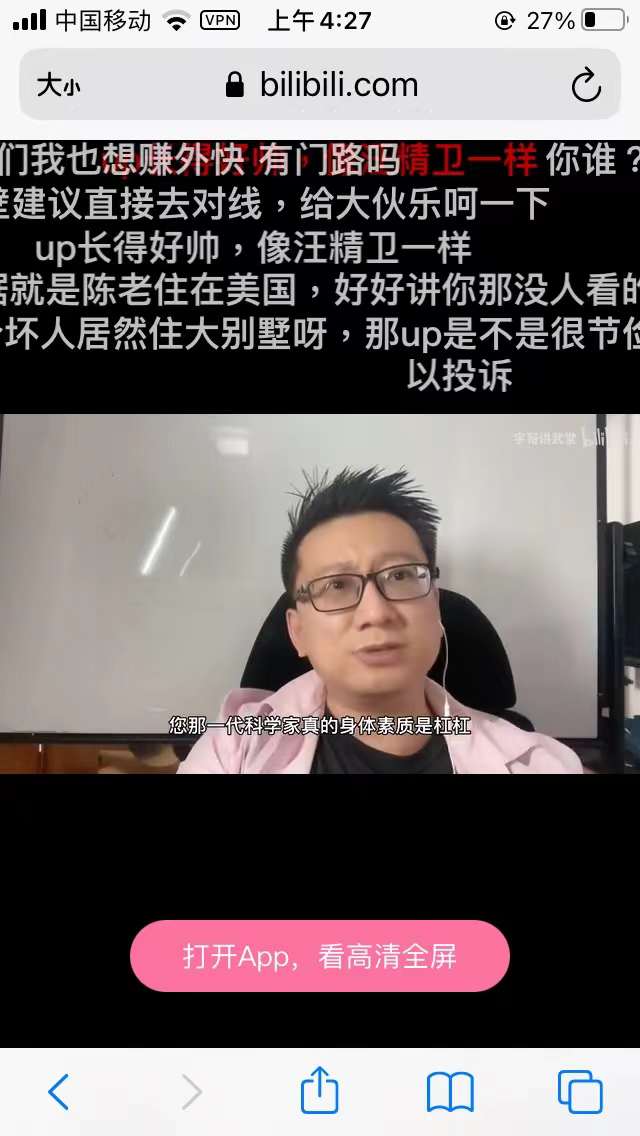 中国移动 VPN 上午4:27 27%
大小 bilibili.com
们我也想赚外快 有门路吗 精卫一样 你谁？
建议直接去对线，给大伙乐呵一下
up长得好帅，像汪精卫一样
就是陈老住在美国，好好讲你那没人看的
坏人居然住大别墅呀，那up是不是很节俭
以投诉
bili
您那一代科学家真的身体素质是杠杠
打开App，看高清全屏